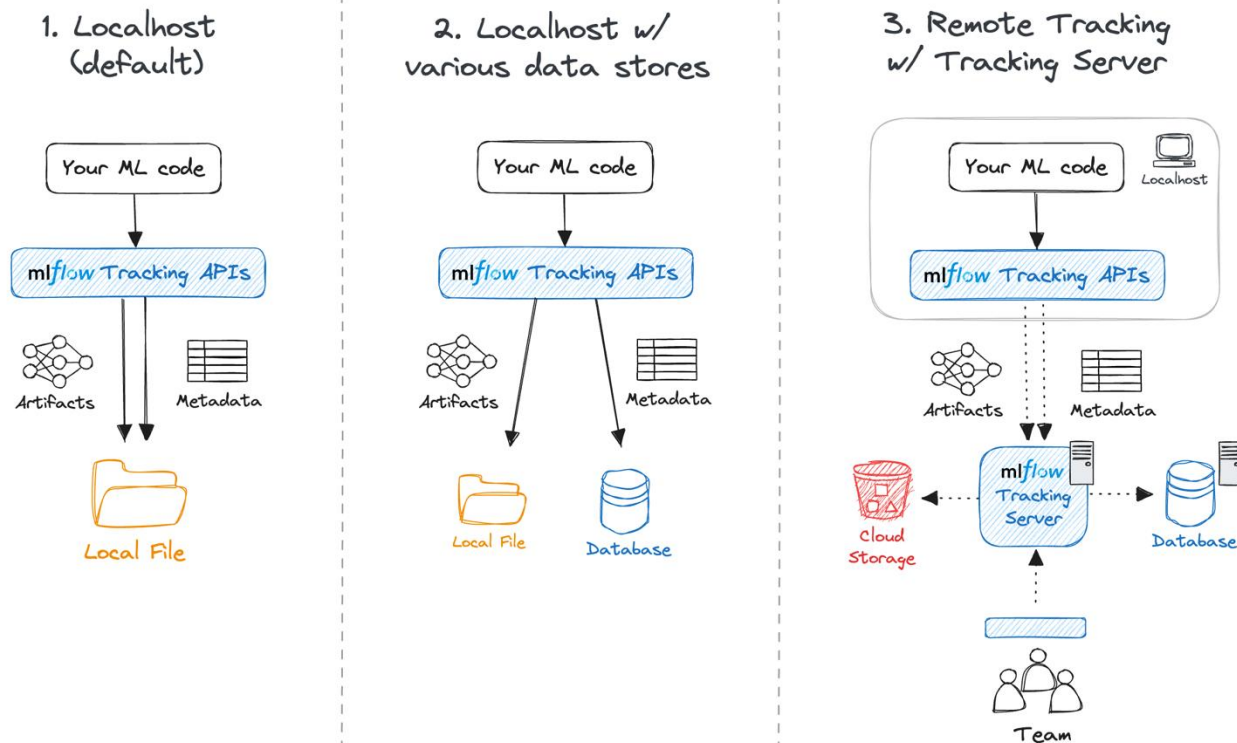 1. Localhost
(default)
Your ML code
mlflow Tracking APIs
Artifacts
Metadata
Local File
2. Localhost w/
various data stores
Your ML code
mlflow Tracking APIs
Artifacts
Metadata
Local File
Database
3. Remote Tracking
w/ Tracking Server
Your ML code
Localhost
mlflow Tracking APIs
Artifacts
Metadata
mlflow
Tracking
Server
Cloud
Storage
Database
Team